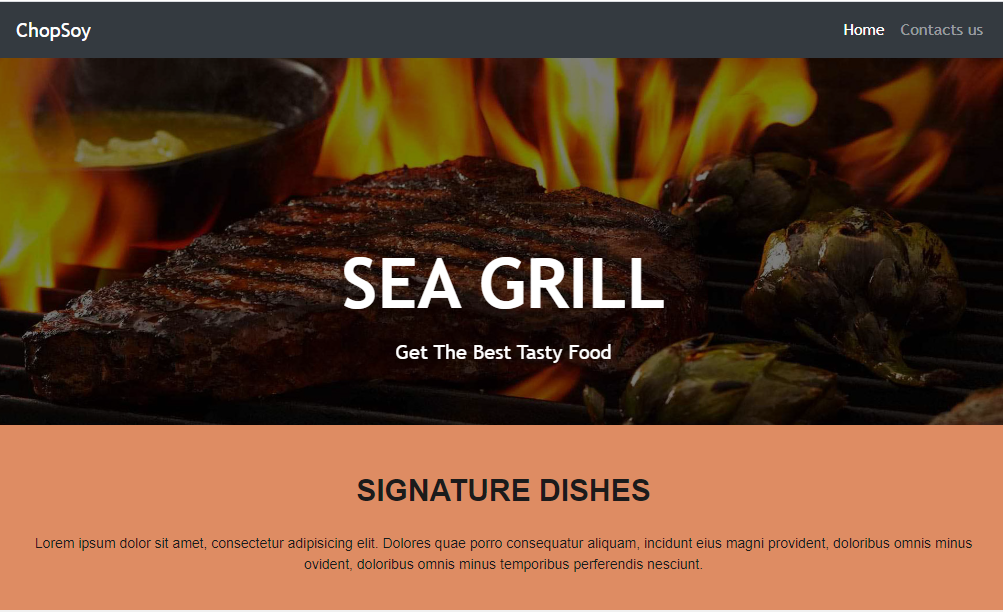 ChopSoy
Home Contacts us
SEA GRILL
Get The Best Tasty Food
SIGNATURE DISHES
Lorem ipsum dolor sit amet, consectetur adipisicing elit. Dolores quae porro consequatur aliquam, incidunt eius magni provident, doloribus omnis minus
ovident, doloribus omnis minus temporibus perferendis nesciunt.